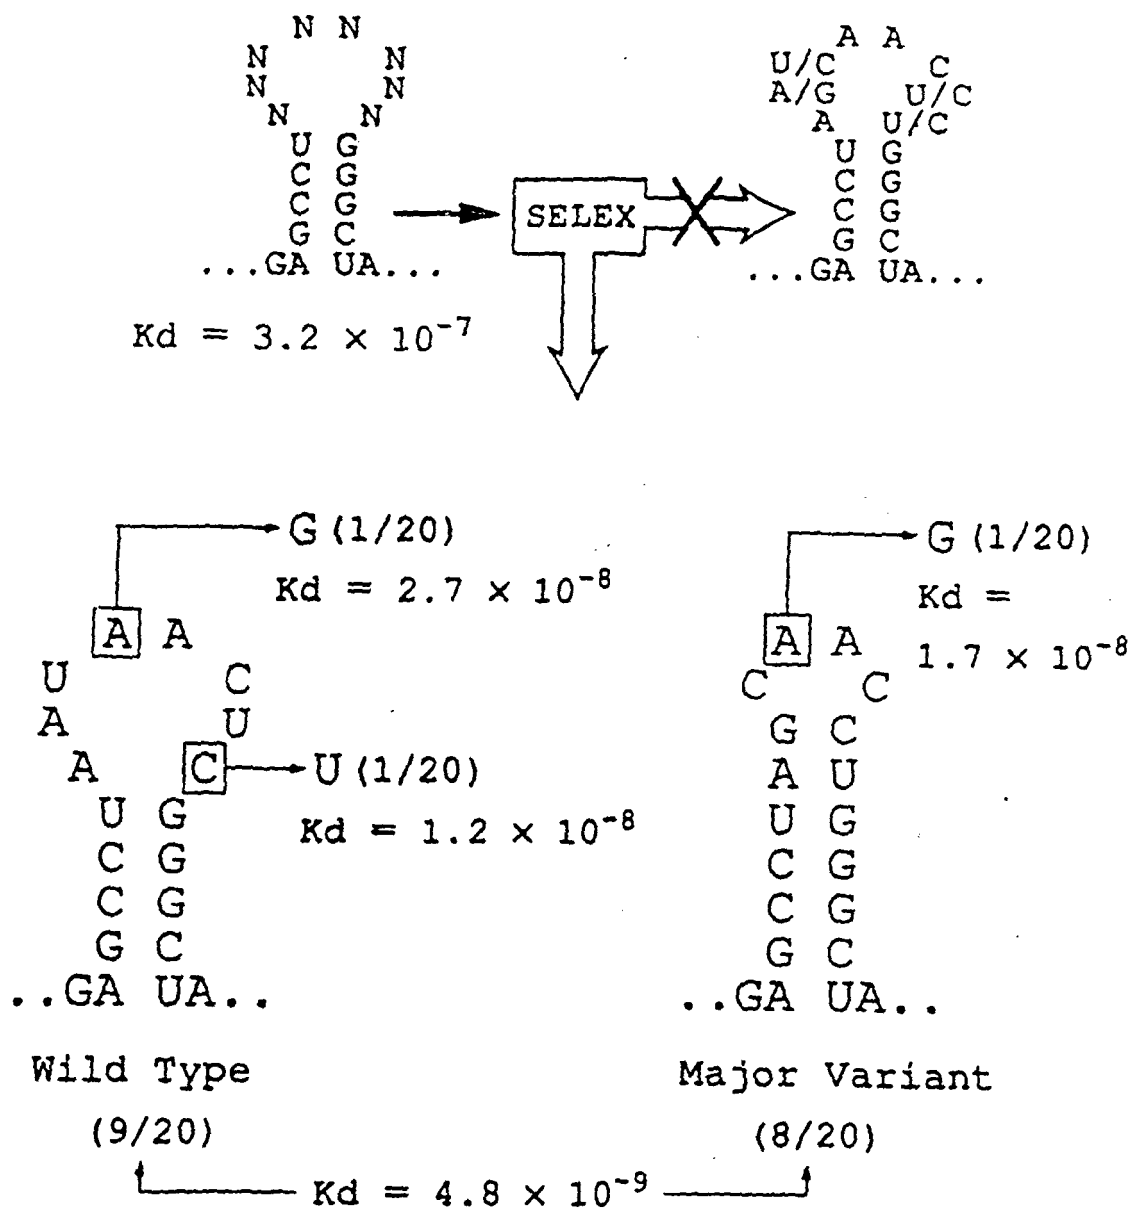 N N
N N
N N
N N
U G
C G
C G
G C
...GA UA...
Kd = 3.2 × 10⁻⁷
SELEX
A A
U/C C
A/G U/C
A U/C
U G
C G
C G
G C
...GA UA...
G (1/20)
Kd = 2.7 × 10⁻⁸
A A
U C
A U
A C
U (1/20)
Kd = 1.2 × 10⁻⁸
U G
C G
C G
G C
..GA UA..
Wild Type
(9/20)
G (1/20)
Kd =
1.7 × 10⁻⁸
A A
C C
G C
A U
U G
C G
C G
G C
..GA UA..
Major Variant
(8/20)
Kd = 4.8 × 10⁻⁹